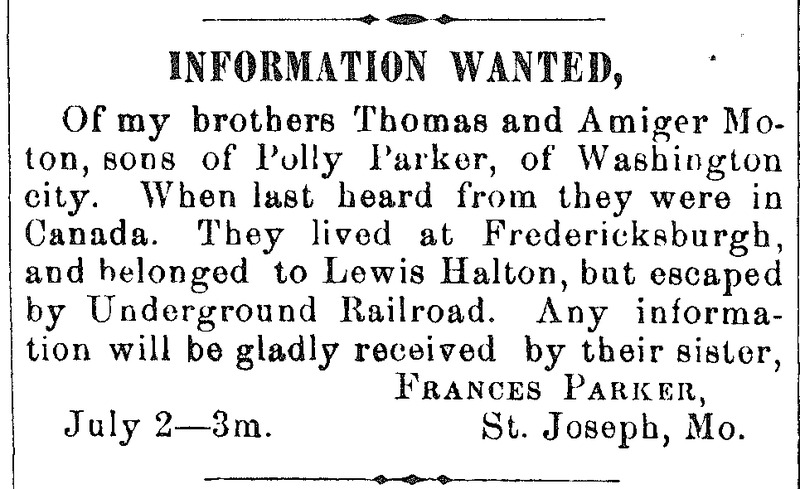 INFORMATION WANTED,
Of my brothers Thomas and Amiger Mo-
ton, sons of Polly Parker, of Washington
city. When last heard from they were in
Canada. They lived at Fredericksburgh,
and belonged to Lewis Halton, but escaped
by Underground Railroad. Any informa-
tion will be gladly received by their sister,
FRANCES PARKER,
July 2—3m. St. Joseph, Mo.